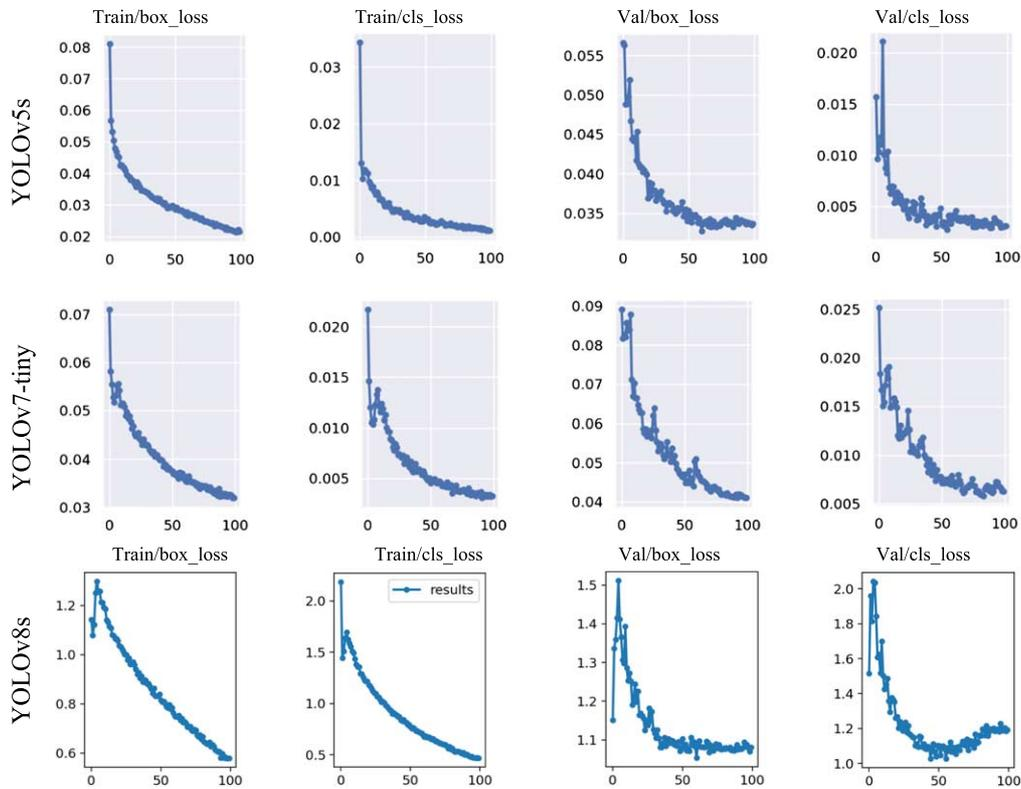 Train/box_loss Train/cls_loss Val/box_loss Val/cls_loss
YOLOv5s
0.08 0.07 0.06 0.05 0.04 0.03 0.02
0 50 100
0.03 0.02 0.01 0.00
0 50 100
0.055 0.050 0.045 0.040 0.035
0 50 100
0.020 0.015 0.010 0.005
0 50 100
YOLOv7-tiny
0.07 0.06 0.05 0.04 0.03
0 50 100
0.020 0.015 0.010 0.005
0 50 100
0.09 0.08 0.07 0.06 0.05 0.04
0 50 100
0.025 0.020 0.015 0.010 0.005
0 50 100
Train/box_loss Train/cls_loss Val/box_loss Val/cls_loss
YOLOv8s
1.2 1.0 0.8 0.6
0 50 100
results
2.0 1.5 1.0 0.5
0 50 100
1.5 1.4 1.3 1.2 1.1
0 50 100
2.0 1.8 1.6 1.4 1.2 1.0
0 50 100